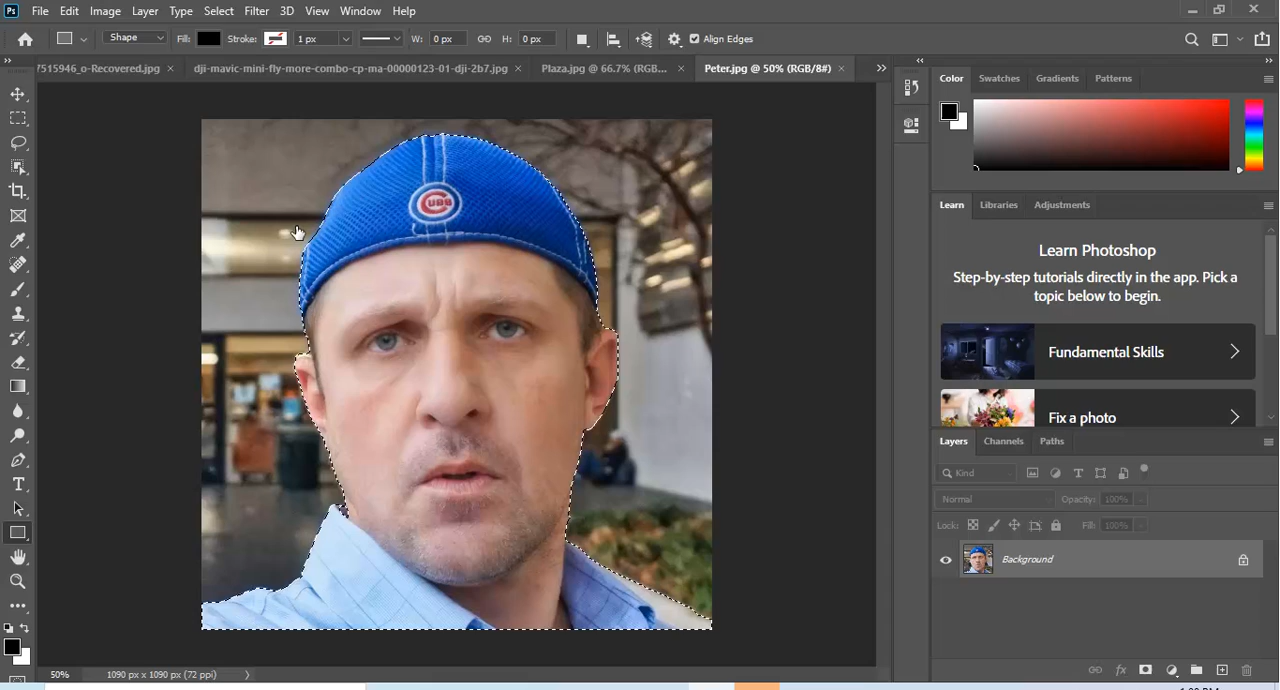 Ps File Edit Image Layer Type Select Filter 3D View Window Help
Shape Fill: Stroke: 1 px W: 0 px H: 0 px Align Edges
7515946_o-Recovered.jpg × dji-mavic-mini-fly-more-combo-cp-ma-00000123-01-dji-2b7.jpg × Plaza.jpg @ 66.7% (RGB... × Peter.jpg @ 50% (RGB/8#) ×
Color Swatches Gradients Patterns
Learn Libraries Adjustments
Learn Photoshop
Step-by-step tutorials directly in the app. Pick a
topic below to begin.
Fundamental Skills
Fix a photo
Layers Channels Paths
Kind
Normal Opacity: 100%
Lock: Fill: 100%
Background
CUBS
50% 1090 px x 1090 px (72 ppi)